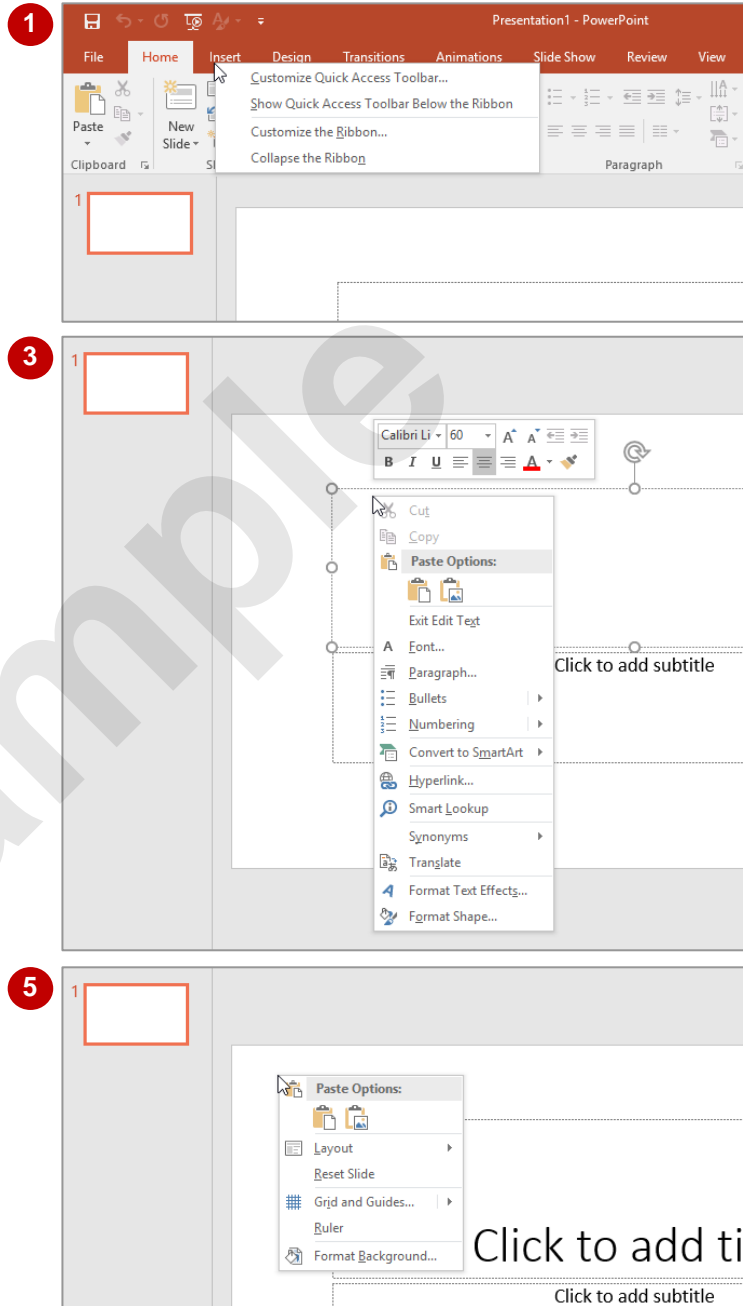 1
Presentation1 - PowerPoint
File Home Insert Design Transitions Animations Slide Show Review View
Customize Quick Access Toolbar...
Show Quick Access Toolbar Below the Ribbon
Customize the Ribbon...
Collapse the Ribbon
Paste
New
Slide
Clipboard
Paragraph
1
3
1
Calibri Li 60
B I U A
Cut
Copy
Paste Options:
Exit Edit Text
A Font...
Paragraph...
Bullets
Numbering
Convert to SmartArt
Hyperlink...
Smart Lookup
Synonyms
Translate
Format Text Effects...
Format Shape...
Click to add subtitle
5
1
Paste Options:
Layout
Reset Slide
Grid and Guides...
Ruler
Format Background...
Click to add ti
Click to add subtitle
mple